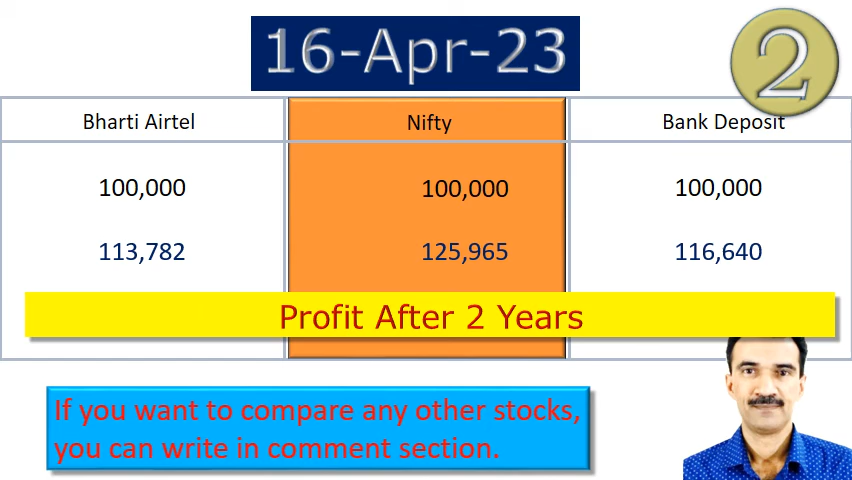 16-Apr-23
2
Bharti Airtel Nifty Bank Deposit
100,000 100,000 100,000
113,782 125,965 116,640
Profit After 2 Years
If you want to compare any other stocks,
you can write in comment section.